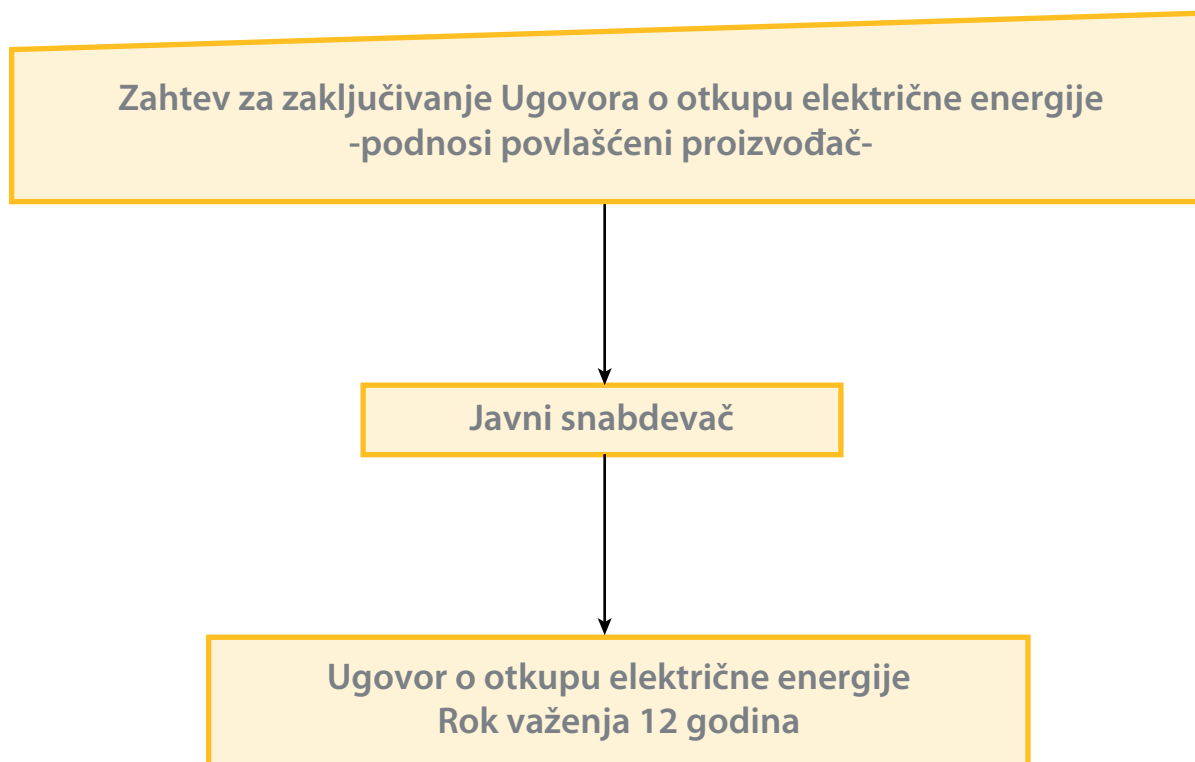 Zahtev za zaključivanje Ugovora o otkupu električne energije
-podnosi povlašćeni proizvođač-
Javni snabdevač
Ugovor o otkupu električne energije
Rok važenja 12 godina